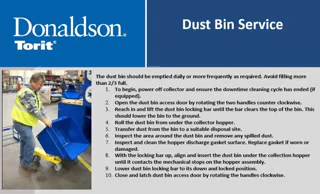 Donaldson.
Torit®
Dust Bin Service
The dust bin should be emptied daily or more frequently as required. Avoid filling more
than 2/3 full.
1. To begin, power off collector and ensure the downtime cleaning cycle has ended (if
equipped).
2. Open the dust bin access door by rotating the two handles counter clockwise.
3. Reach in and lift the dust bin locking bar until the bar clears the top of the bin. This
should lower the bin to the ground.
4. Roll the dust bin from under the collector hopper.
5. Transfer dust from the bin to a suitable disposal site.
6. Inspect the area around the dust bin and remove any spilled dust.
7. Inspect and clean the hopper discharge gasket surface. Replace gasket if worn or
damaged.
8. With the locking bar up, align and insert the dust bin under the collection hopper
until it contacts the mechanical stops on the hopper assembly.
9. Lower dust bin locking bar to its down and locked position.
10. Close and latch dust bin access door by rotating the handles clockwise.